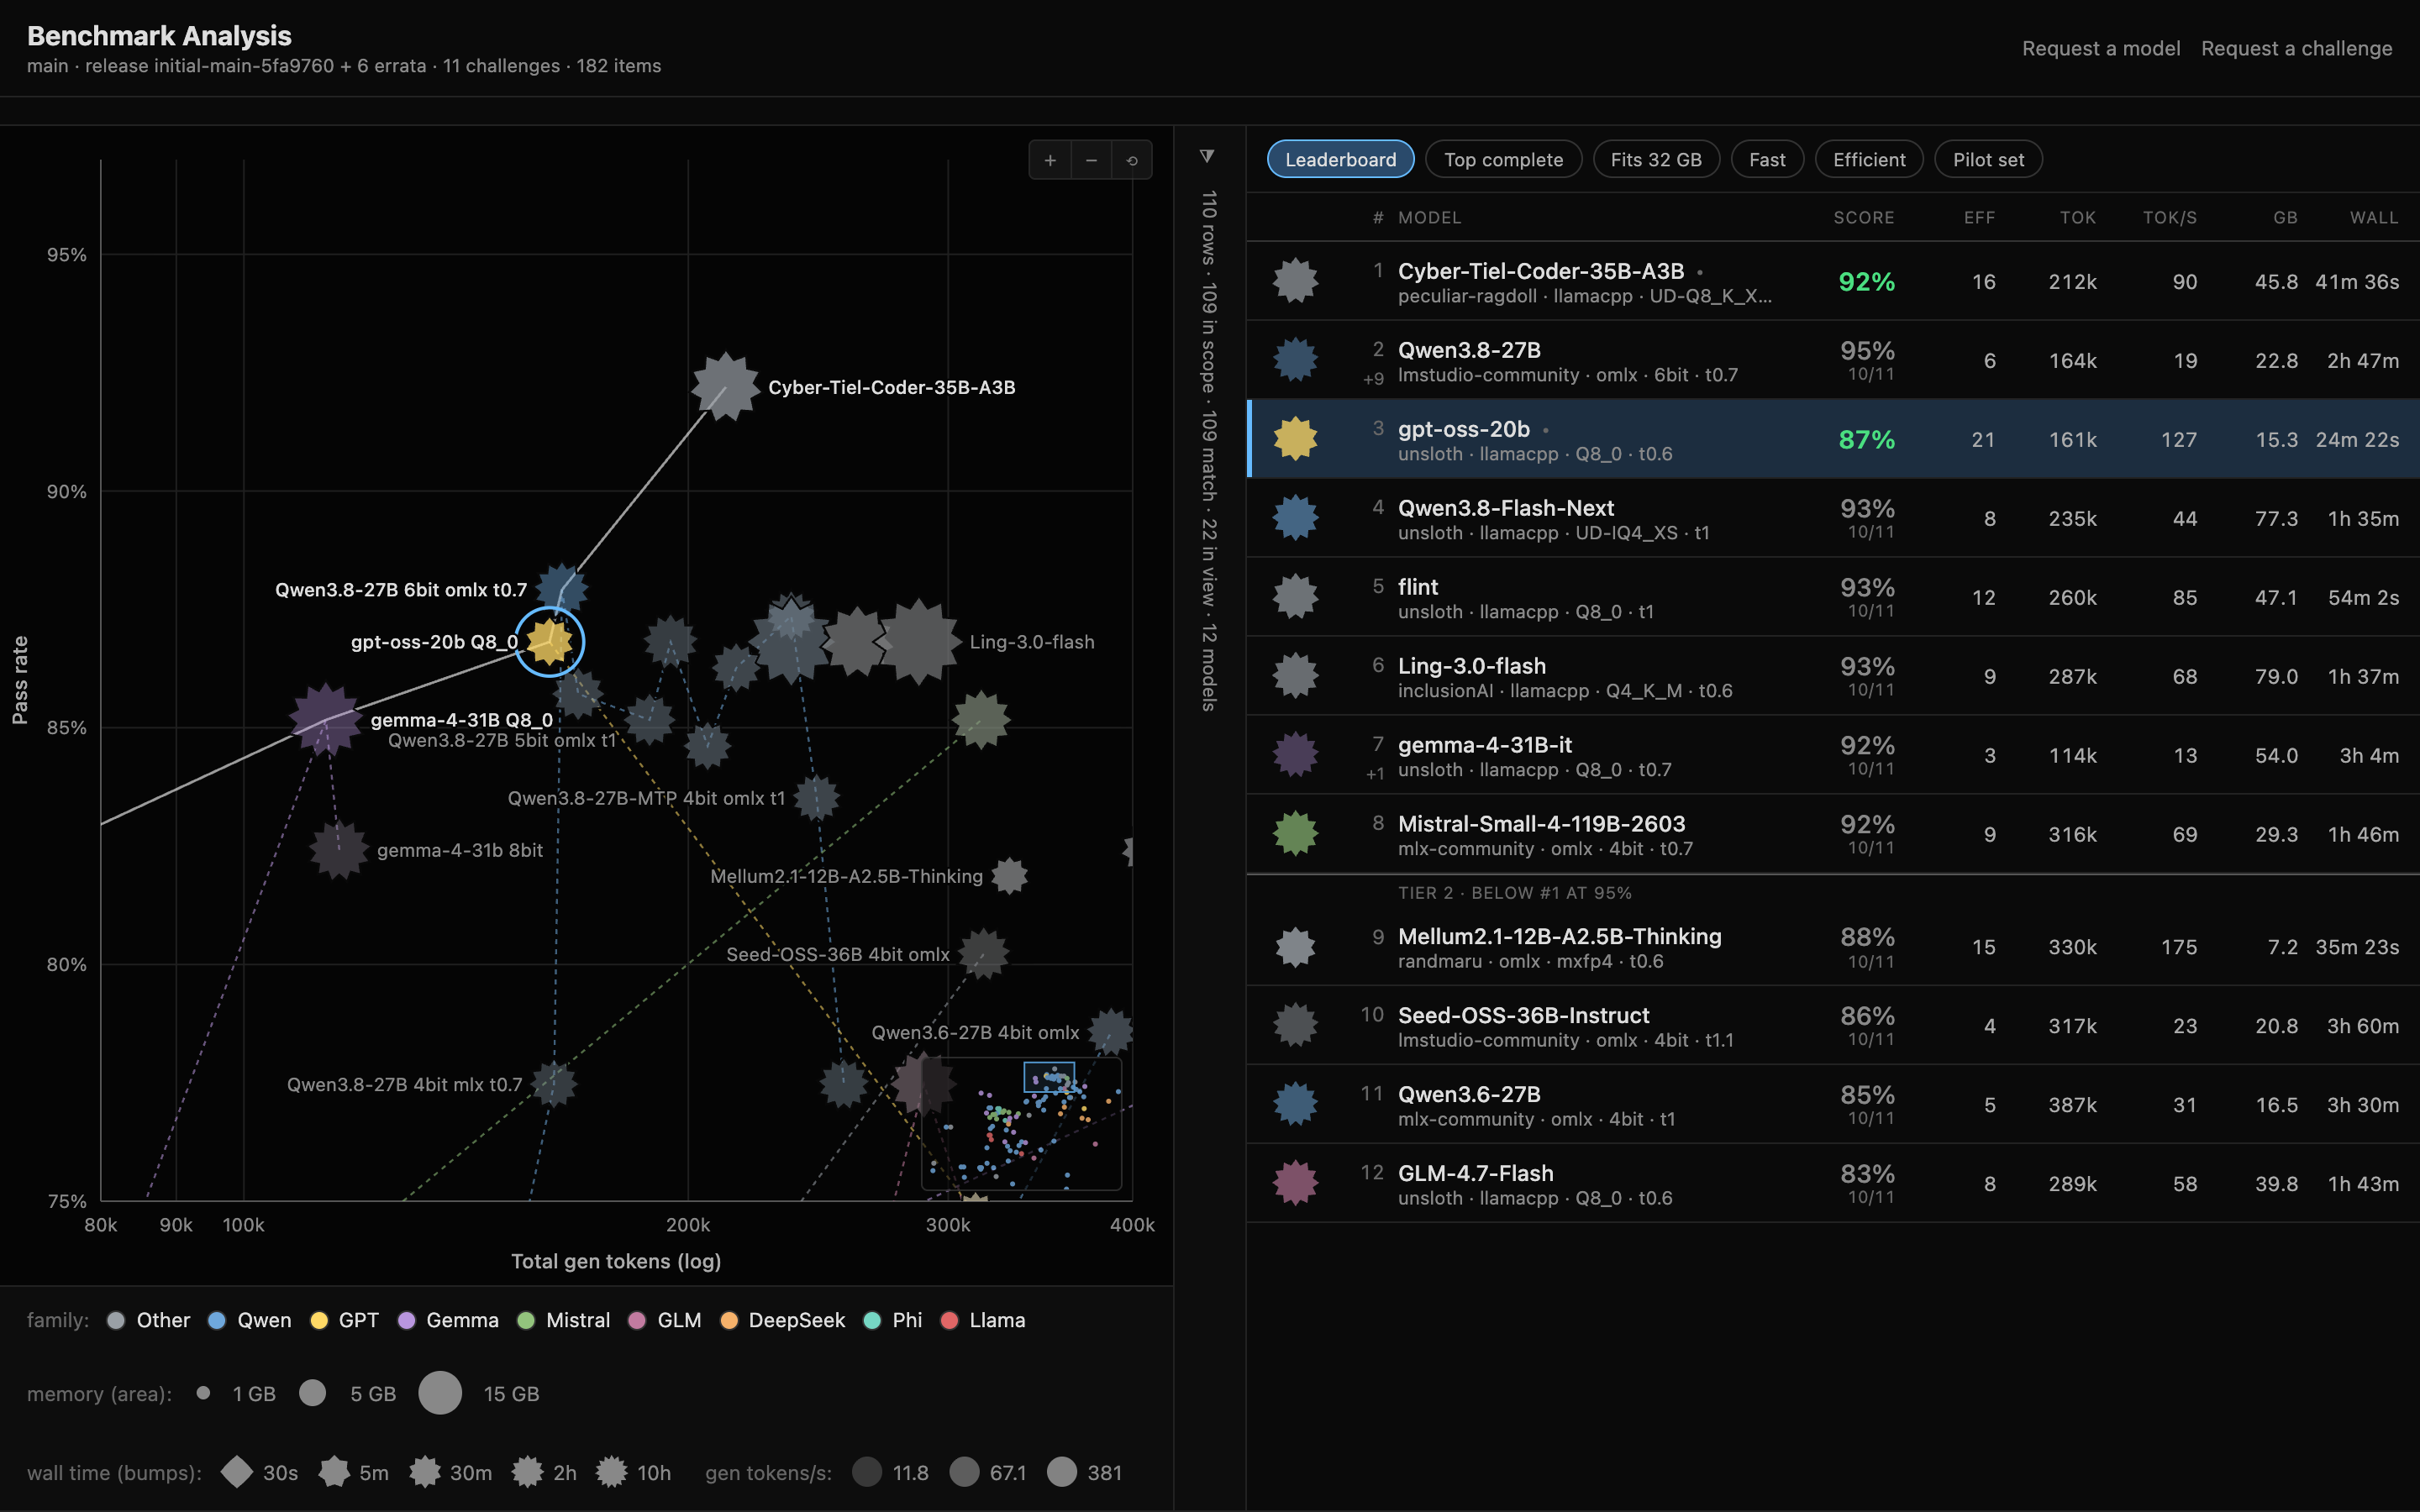 Benchmark Analysis
main · release initial-main-5fa9760 + 6 errata · 11 challenges · 182 items
Request a model
Request a challenge
+
−
95%
90%
85%
80%
75%
Pass rate
Cyber-Tiel-Coder-35B-A3B
Qwen3.8-27B 6bit omlx t0.7
gpt-oss-20b Q8_0
Ling-3.0-flash
gemma-4-31B Q8_0
Qwen3.8-27B 5bit omlx t1
Qwen3.8-27B-MTP 4bit omlx t1
gemma-4-31b 8bit
Mellum2.1-12B-A2.5B-Thinking
Seed-OSS-36B 4bit omlx
Qwen3.6-27B 4bit omlx
Qwen3.8-27B 4bit mlx t0.7
80k 90k 100k 200k 300k 400k
Total gen tokens (log)
family: Other Qwen GPT Gemma Mistral GLM DeepSeek Phi Llama
memory (area): 1 GB 5 GB 15 GB
wall time (bumps): 30s 5m 30m 2h 10h gen tokens/s: 11.8 67.1 381
110 rows · 109 in scope · 109 match · 22 in view · 12 models
Leaderboard Top complete Fits 32 GB Fast Efficient Pilot set
# MODEL SCORE EFF TOK TOK/S GB WALL
1 Cyber-Tiel-Coder-35B-A3B • 92% 16 212k 90 45.8 41m 36s
peculiar-ragdoll · llamacpp · UD-Q8_K_X...
2 Qwen3.8-27B 95% 6 164k 19 22.8 2h 47m
+9 lmstudio-community · omlx · 6bit · t0.7 10/11
3 gpt-oss-20b • 87% 21 161k 127 15.3 24m 22s
unsloth · llamacpp · Q8_0 · t0.6
4 Qwen3.8-Flash-Next 93% 8 235k 44 77.3 1h 35m
unsloth · llamacpp · UD-IQ4_XS · t1 10/11
5 flint 93% 12 260k 85 47.1 54m 2s
unsloth · llamacpp · Q8_0 · t1 10/11
6 Ling-3.0-flash 93% 9 287k 68 79.0 1h 37m
inclusionAI · llamacpp · Q4_K_M · t0.6 10/11
7 gemma-4-31B-it 92% 3 114k 13 54.0 3h 4m
+1 unsloth · llamacpp · Q8_0 · t0.7 10/11
8 Mistral-Small-4-119B-2603 92% 9 316k 69 29.3 1h 46m
mlx-community · omlx · 4bit · t0.7 10/11
TIER 2 · BELOW #1 AT 95%
9 Mellum2.1-12B-A2.5B-Thinking 88% 15 330k 175 7.2 35m 23s
randmaru · omlx · mxfp4 · t0.6 10/11
10 Seed-OSS-36B-Instruct 86% 4 317k 23 20.8 3h 60m
lmstudio-community · omlx · 4bit · t1.1 10/11
11 Qwen3.6-27B 85% 5 387k 31 16.5 3h 30m
mlx-community · omlx · 4bit · t1 10/11
12 GLM-4.7-Flash 83% 8 289k 58 39.8 1h 43m
unsloth · llamacpp · Q8_0 · t0.6 10/11